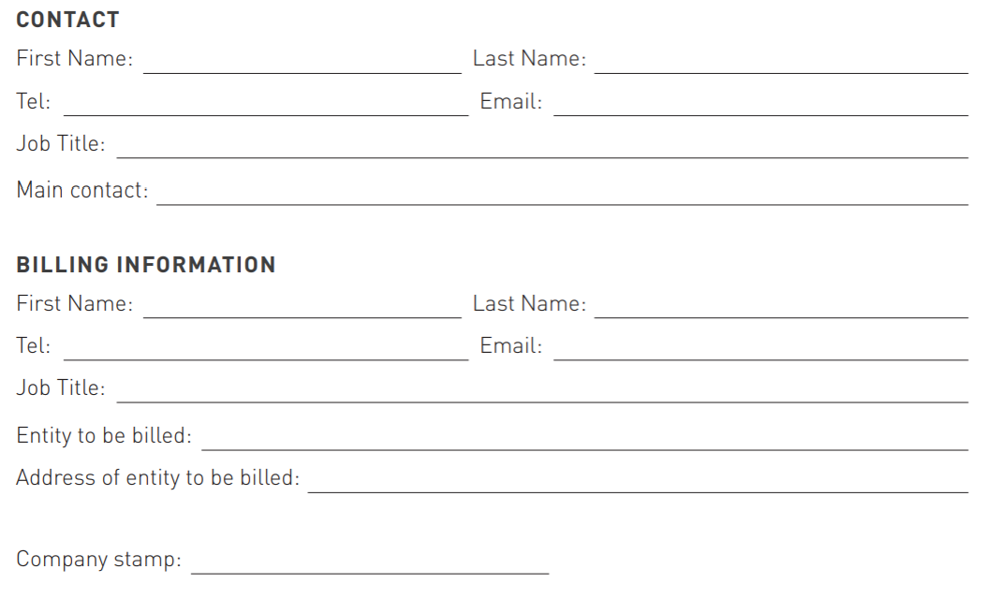 CONTACT
First Name: Last Name:
Tel: Email:
Job Title:
Main contact:
BILLING INFORMATION
First Name: Last Name:
Tel: Email:
Job Title:
Entity to be billed:
Address of entity to be billed:
Company stamp: